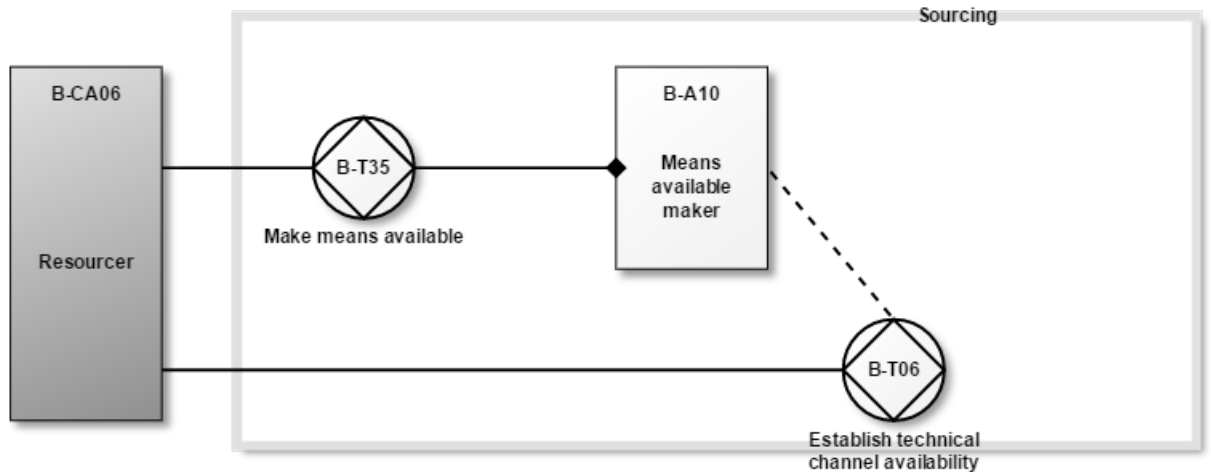 Sourcing
B-CA06
Resourcer
B-T35
Make means available
B-A10
Means
available
maker
B-T06
Establish technical
channel availability